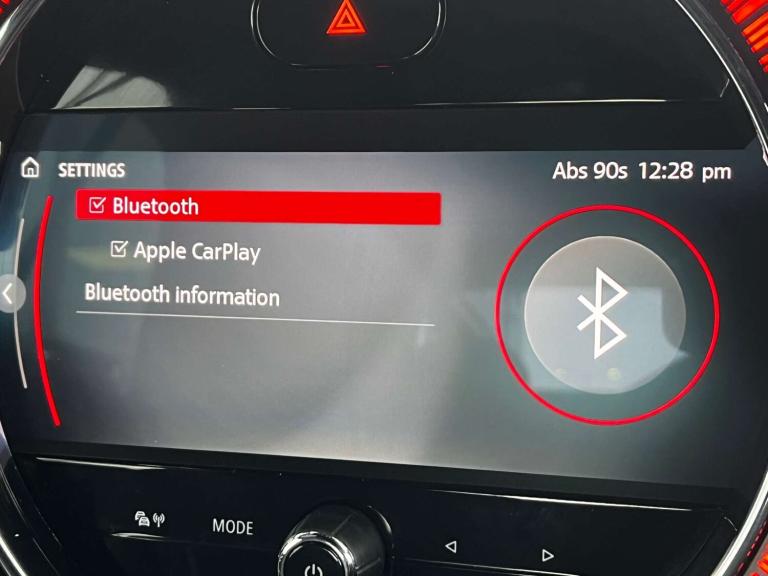 SETTINGS
Abs 90s 12:28 pm
Bluetooth
Apple CarPlay
Bluetooth information
MODE